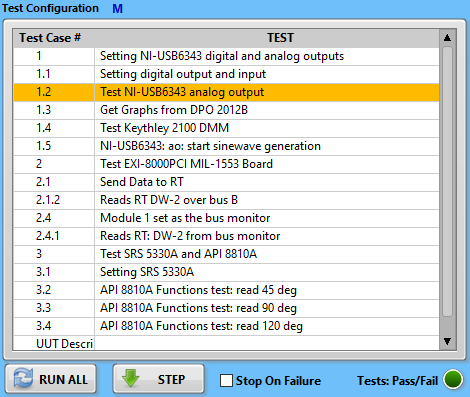 Test Configuration M
Test Case # TEST
1 Setting NI-USB6343 digital and analog outputs
1.1 Setting digital output and input
1.2 Test NI-USB6343 analog output
1.3 Get Graphs from DPO 2012B
1.4 Test Keythley 2100 DMM
1.5 NI-USB6343: ao: start sinewave generation
2 Test EXI-8000PCI MIL-1553 Board
2.1 Send Data to RT
2.1.2 Reads RT DW-2 over bus B
2.4 Module 1 set as the bus monitor
2.4.1 Reads RT: DW-2 from bus monitor
3 Test SRS 5330A and API 8810A
3.1 Setting SRS 5330A
3.2 API 8810A Functions test: read 45 deg
3.3 API 8810A Functions test: read 90 deg
3.4 API 8810A Functions test: read 120 deg
UUT Descri
RUN ALL STEP Stop On Failure Tests: Pass/Fail